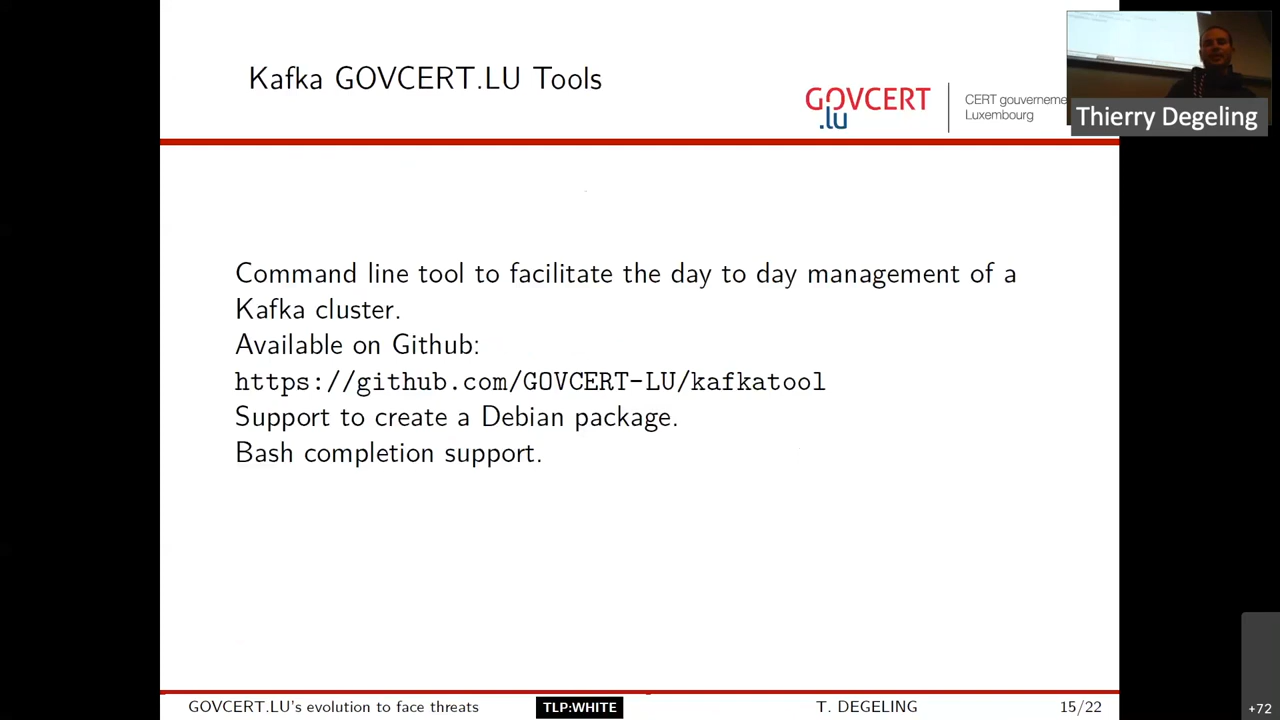 Kafka GOVCERT.LU Tools
GOVCERT
.lu
CERT gouverneme
Luxembourg
Thierry Degeling
Command line tool to facilitate the day to day management of a
Kafka cluster.
Available on Github:
https://github.com/GOVCERT-LU/kafkatool
Support to create a Debian package.
Bash completion support.
GOVCERT.LU's evolution to face threats
TLP:WHITE
T. DEGELING
15/22
+72